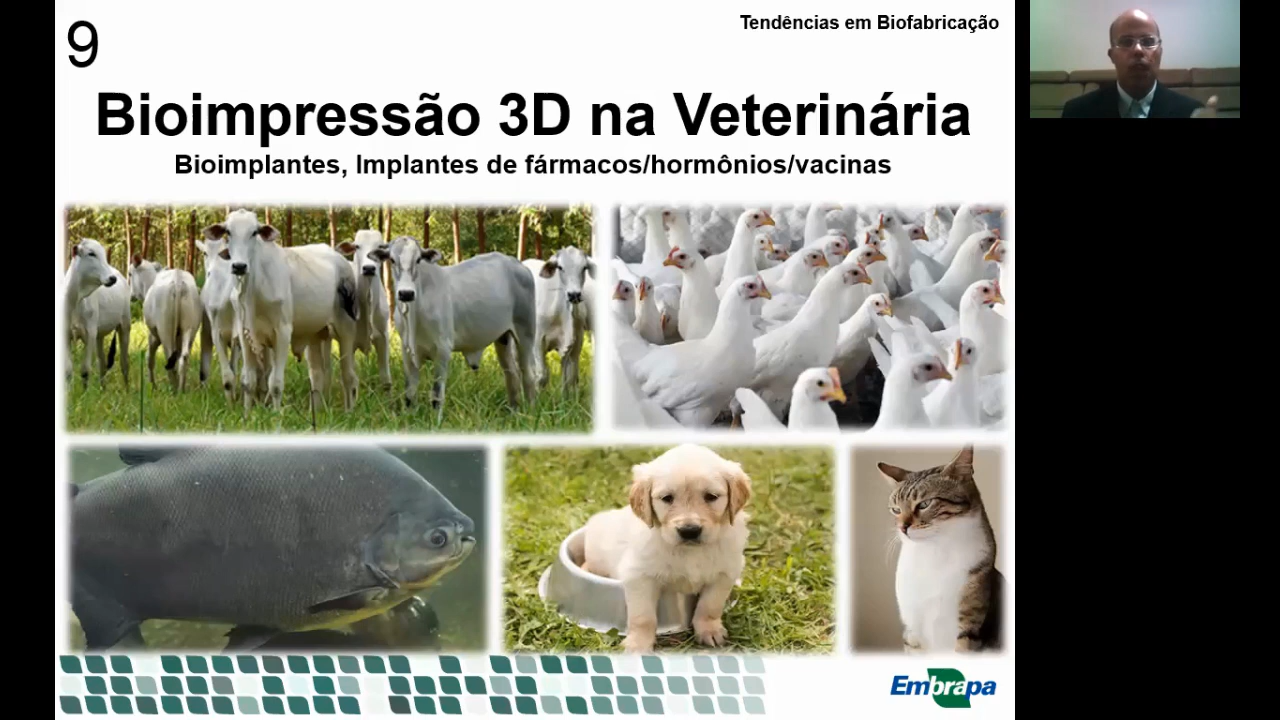 Tendências em Biofabricação
9
Bioimpressão 3D na Veterinária
Bioimplantes, Implantes de fármacos/hormônios/vacinas
Embrapa